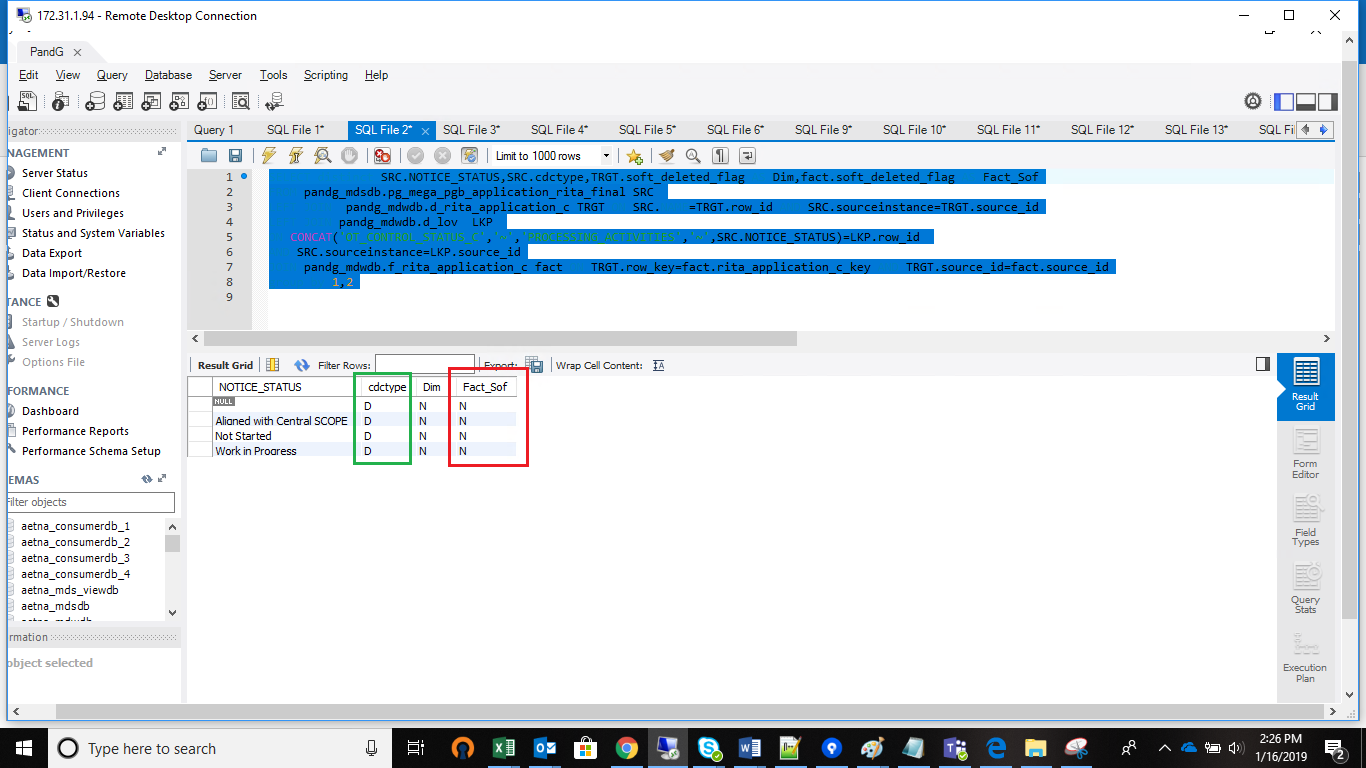 172.31.1.94 - Remote Desktop Connection
PandG
Edit View Query Database Server Tools Scripting Help
igator
Query 1 SQL File 1* SQL File 2* SQL File 3* SQL File 4* SQL File 5* SQL File 6* SQL File 9* SQL File 10* SQL File 11* SQL File 12* SQL File 13* SQL Fi
NAGEMENT
Server Status
Client Connections
Users and Privileges
Status and System Variables
Data Export
Data Import/Restore
TANCE
Startup / Shutdown
Server Logs
Options File
FORMANCE
Dashboard
Performance Reports
Performance Schema Setup
EMAS
Filter objects
aetna_consumerdb_1
aetna_consumerdb_2
aetna_consumerdb_3
aetna_consumerdb_4
aetna_mds_viewdb
aetna_mdsdb
aetna_mdwdb
rmation
object selected
Limit to 1000 rows
1 SRC.NOTICE_STATUS,SRC.cdctype,TRGT.soft_deleted_flag Dim,fact.soft_deleted_flag Fact_Sof
2 pandg_mdsdb.pg_mega_pgb_application_rita_final SRC
3 pandg_mdwdb.d_rita_application_c TRGT SRC. =TRGT.row_id SRC.sourceinstance=TRGT.source_id
4 pandg_mdwdb.d_lov LKP
5 CONCAT('DT_CONTROL_STATUS_C','~','PROCESSING_ACTIVITIES','~',SRC.NOTICE_STATUS)=LKP.row_id
6 SRC.sourceinstance=LKP.source_id
7 pandg_mdwdb.f_rita_application_c fact TRGT.row_key=fact.rita_application_c_key TRGT.source_id=fact.source_id
8 1,2
9
Result Grid Filter Rows: Export: Wrap Cell Content:
NOTICE_STATUS cdctype Dim Fact_Sof
NULL D N N
Aligned with Central SCOPE D N N
Not Started D N N
Work in Progress D N N
Result
Grid
Form
Editor
Field
Types
Query
Stats
Execution
Plan
Type here to search
2:26 PM
1/16/2019
2